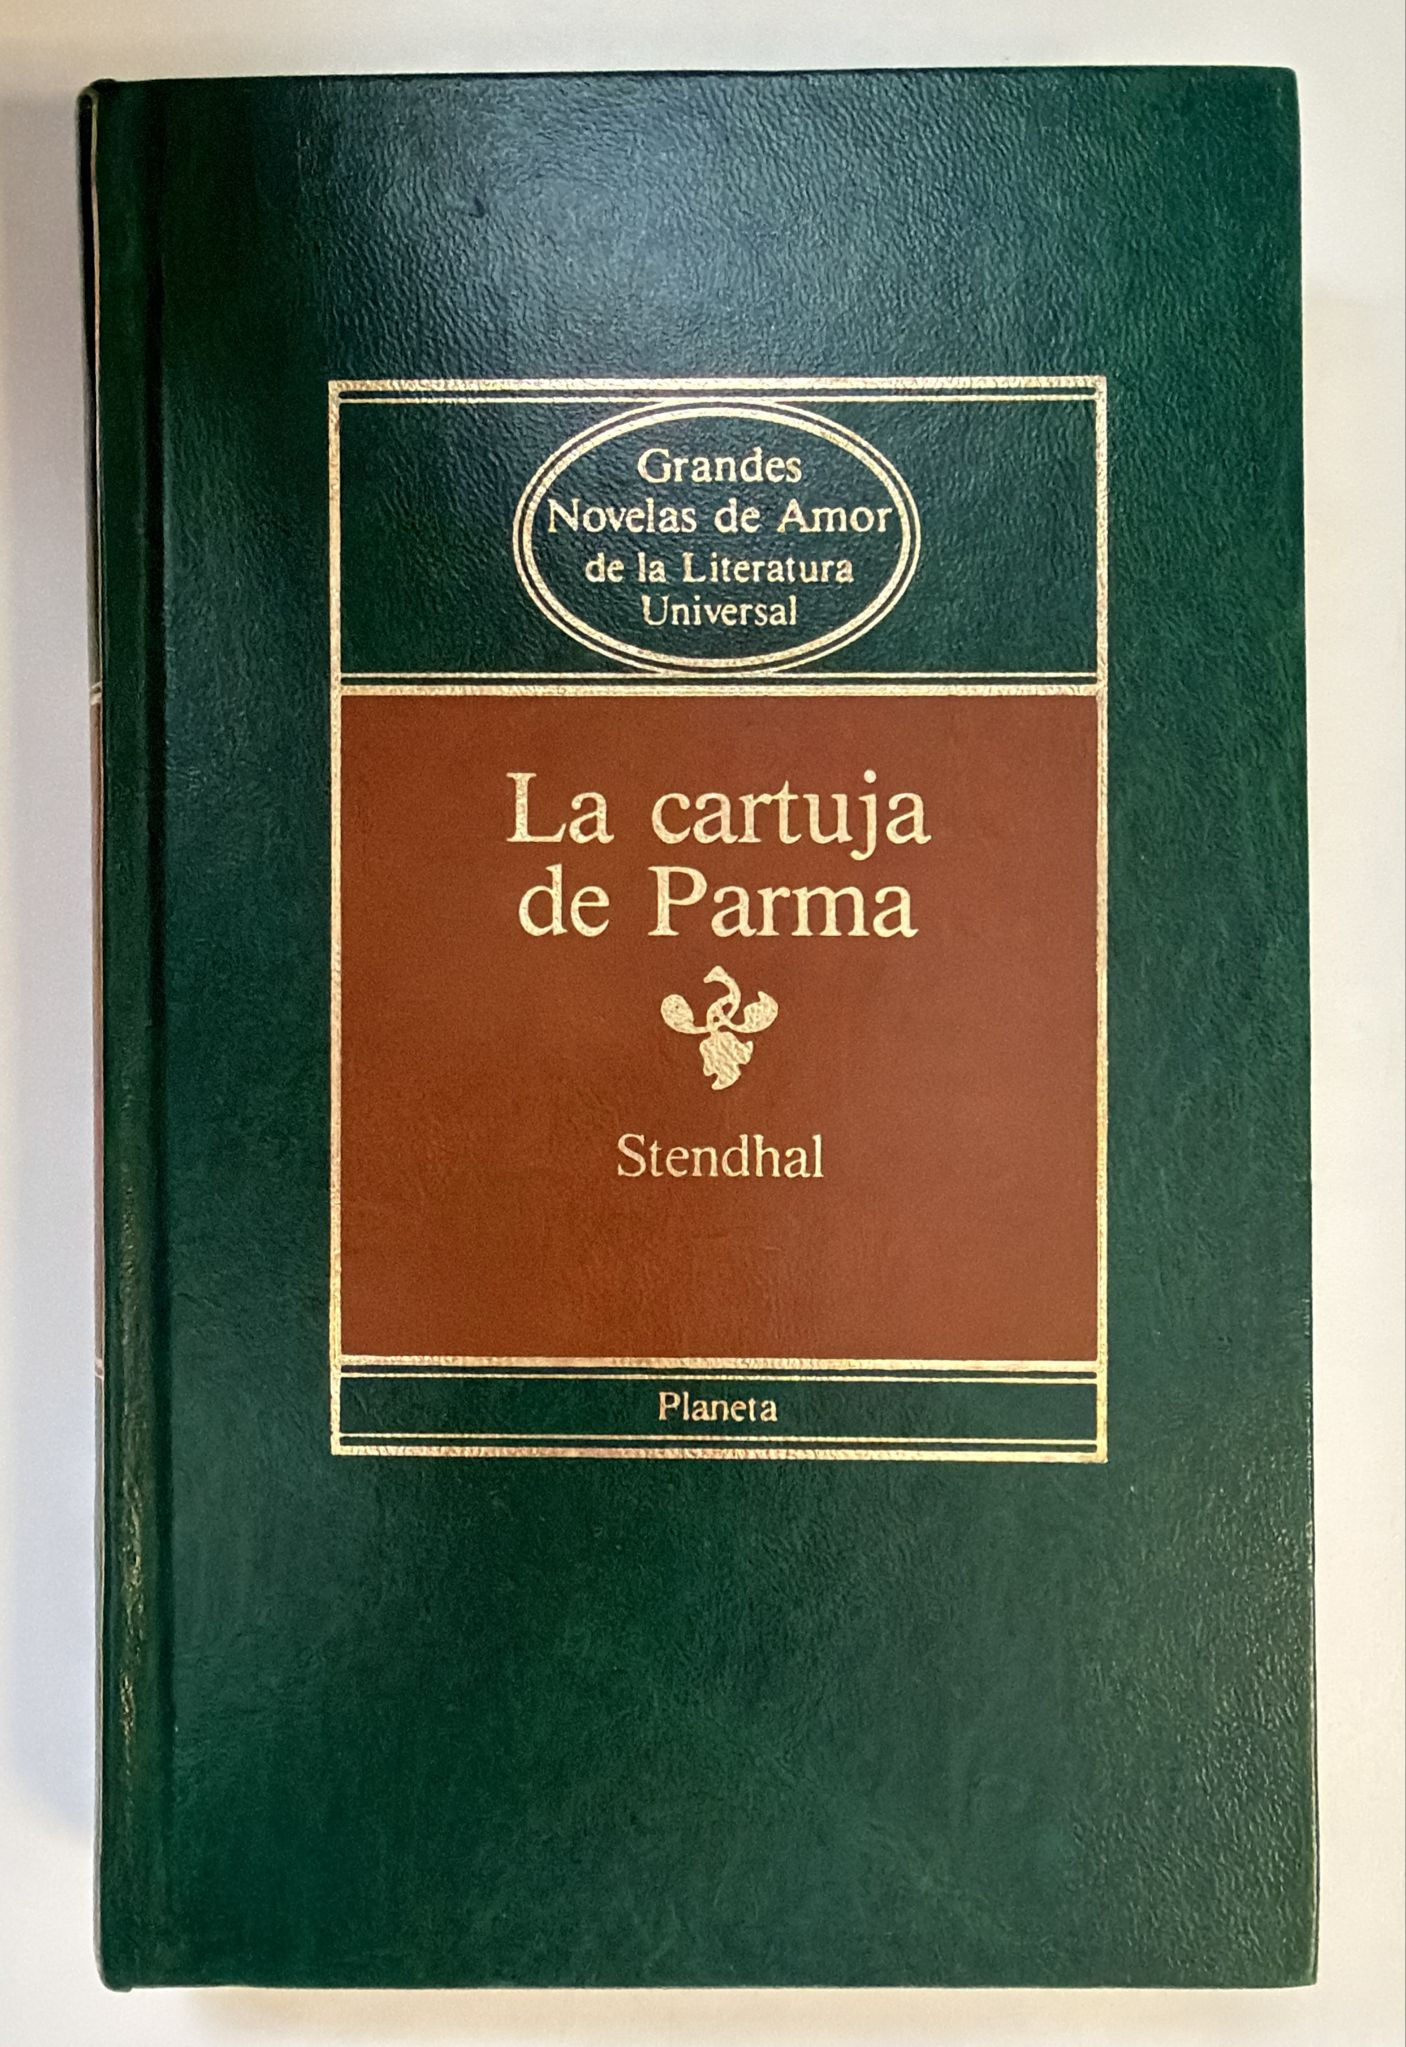 Grandes
Novelas de Amor
de la Literatura
Universal
La cartuja
de Parma
Stendhal
Planeta